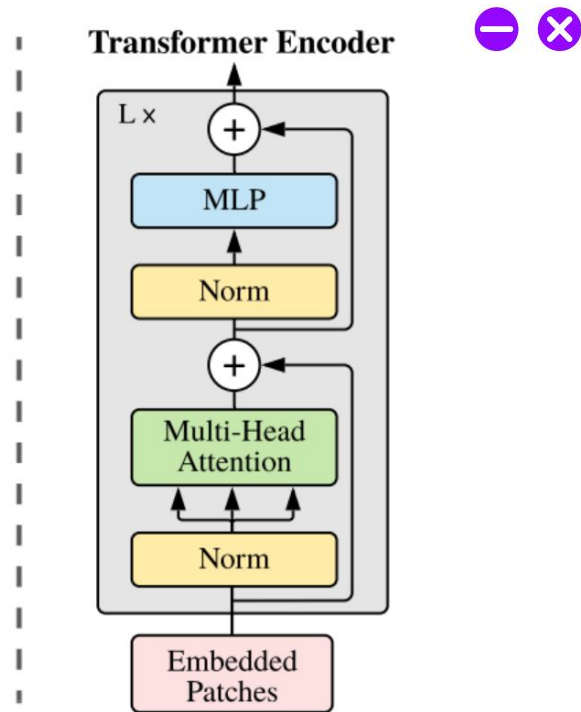 Transformer Encoder
L ×
+
MLP
Norm
+
Multi-Head
Attention
Norm
Embedded
Patches